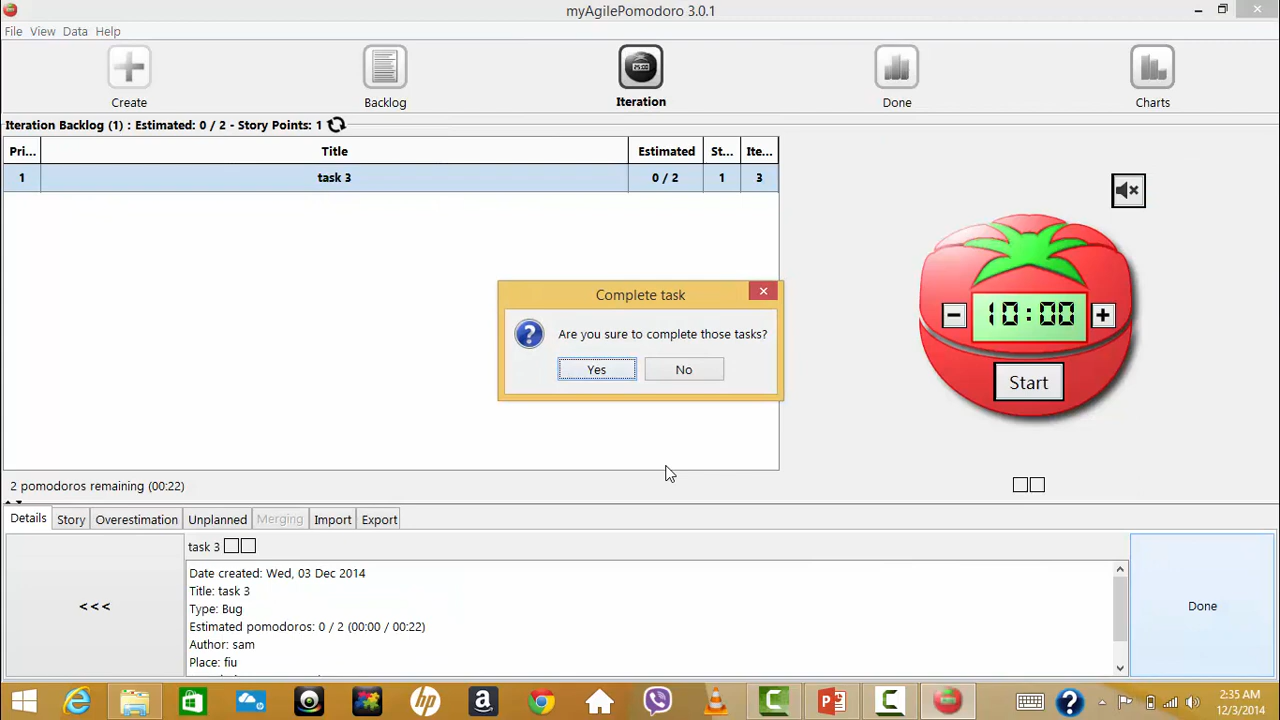 myAgilePomodoro 3.0.1
File View Data Help
Create
Backlog
Iteration
Done
Charts
Iteration Backlog (1) : Estimated: 0 / 2 - Story Points: 1
Pri... Title Estimated St... Ite...
1 task 3 0 / 2 1 3
10:00
Start
Complete task
Are you sure to complete those tasks?
Yes No
2 pomodoros remaining (00:22)
Details Story Overestimation Unplanned Merging Import Export
<<<
task 3
Date created: Wed, 03 Dec 2014
Title: task 3
Type: Bug
Estimated pomodoros: 0 / 2 (00:00 / 00:22)
Author: sam
Place: fiu
Done
2:35 AM
12/3/2014